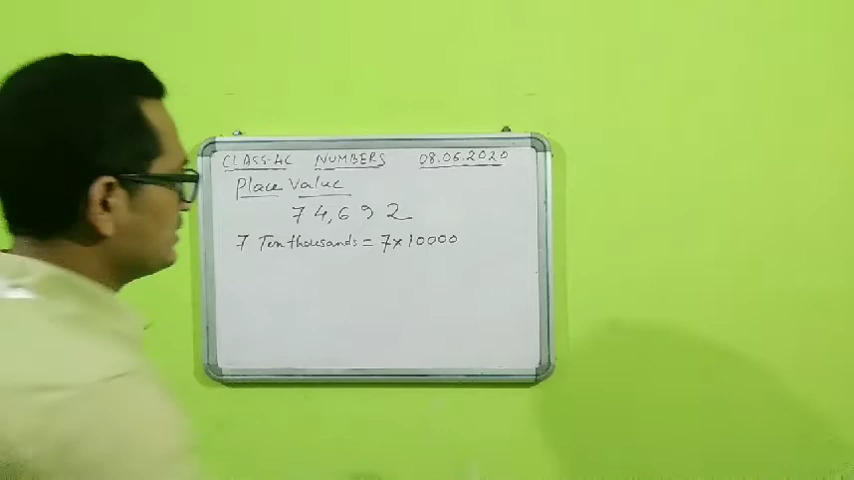 CLASS-4C NUMBERS 08.06.2020
Place Value
74,692
7 Ten thousands = 7×10000